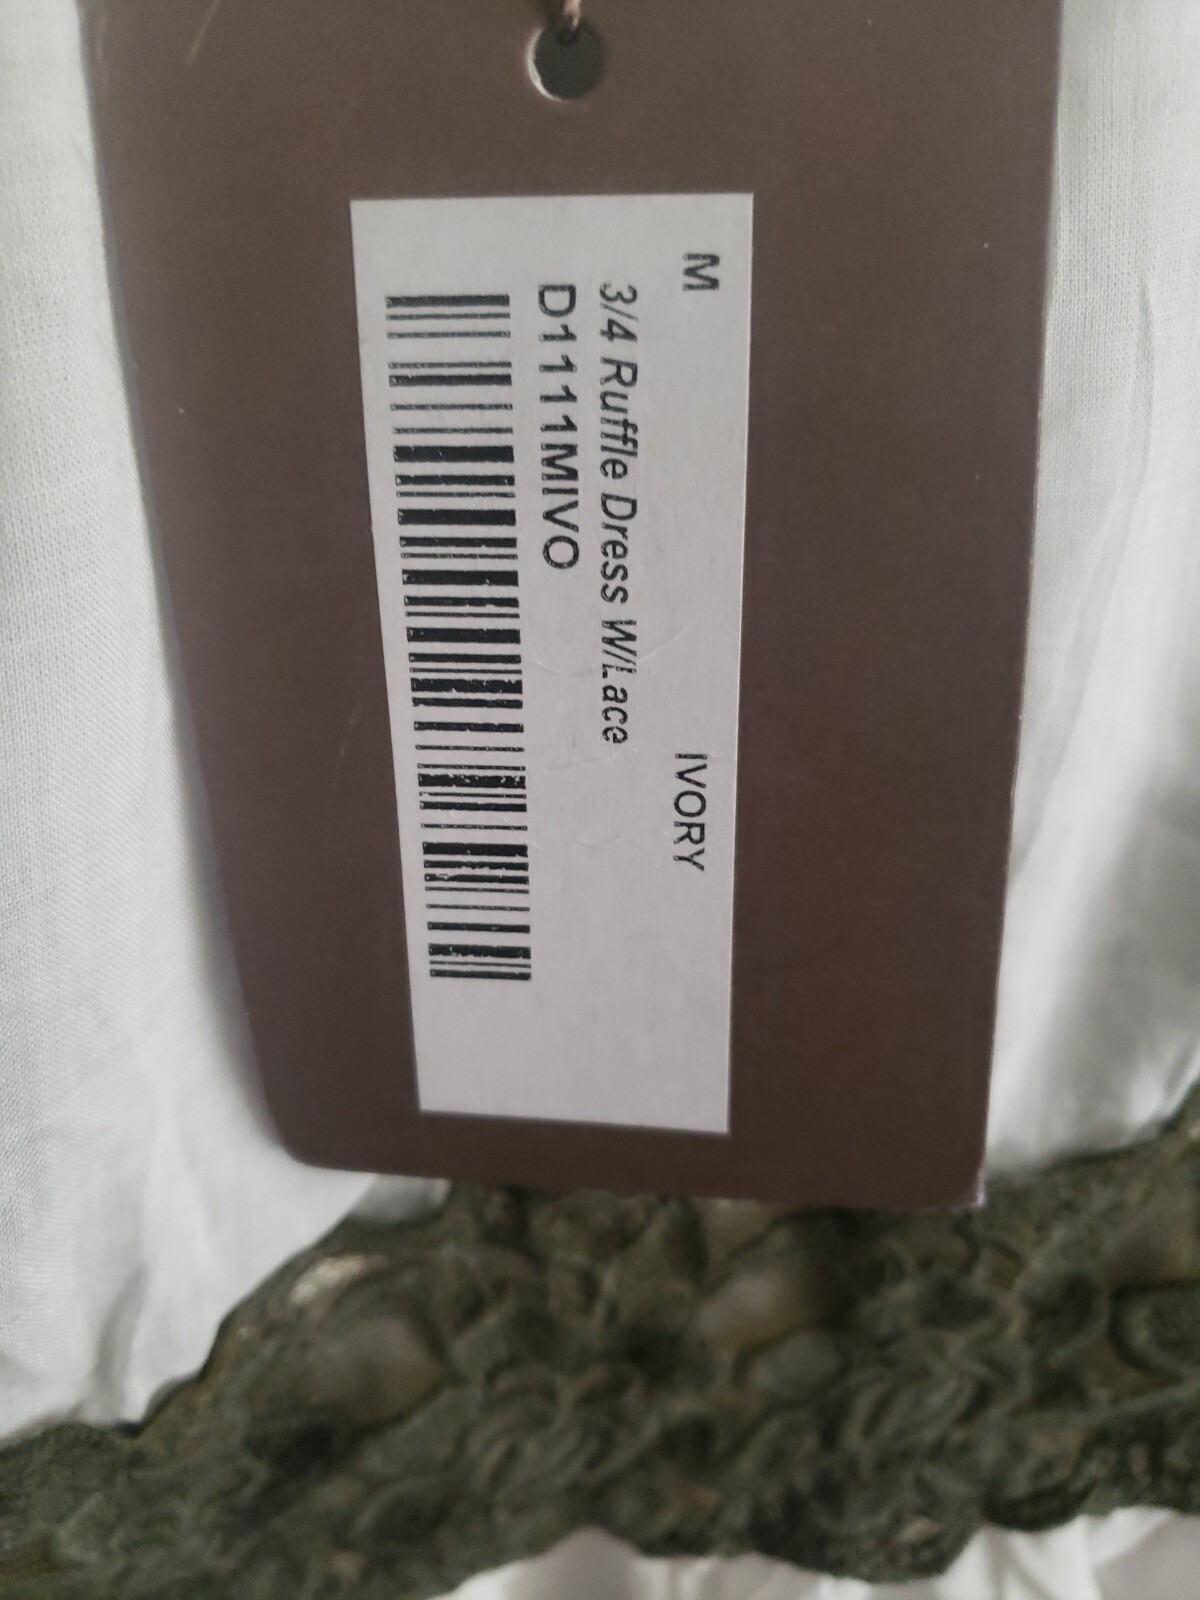 M IVORY
3/4 Ruffle Dress W/Lace
D1111MIVO